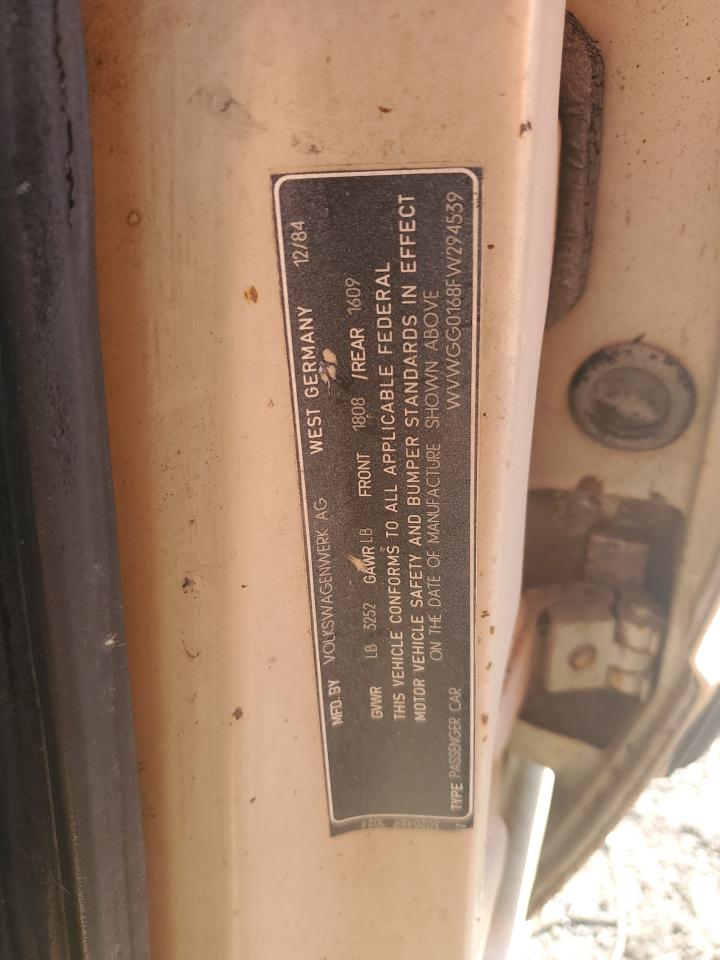 MFD. BY VOLKSWAGENWERK AG WEST GERMANY 12/84
GVWR LB 3252 GAWR LB FRONT 1808 /REAR 1609
THIS VEHICLE CONFORMS TO ALL APPLICABLE FEDERAL
MOTOR VEHICLE SAFETY AND BUMPER STANDARDS IN EFFECT
ON THE DATE OF MANUFACTURE SHOWN ABOVE
TYPE PASSENGER CAR WVWGG0168FW294539